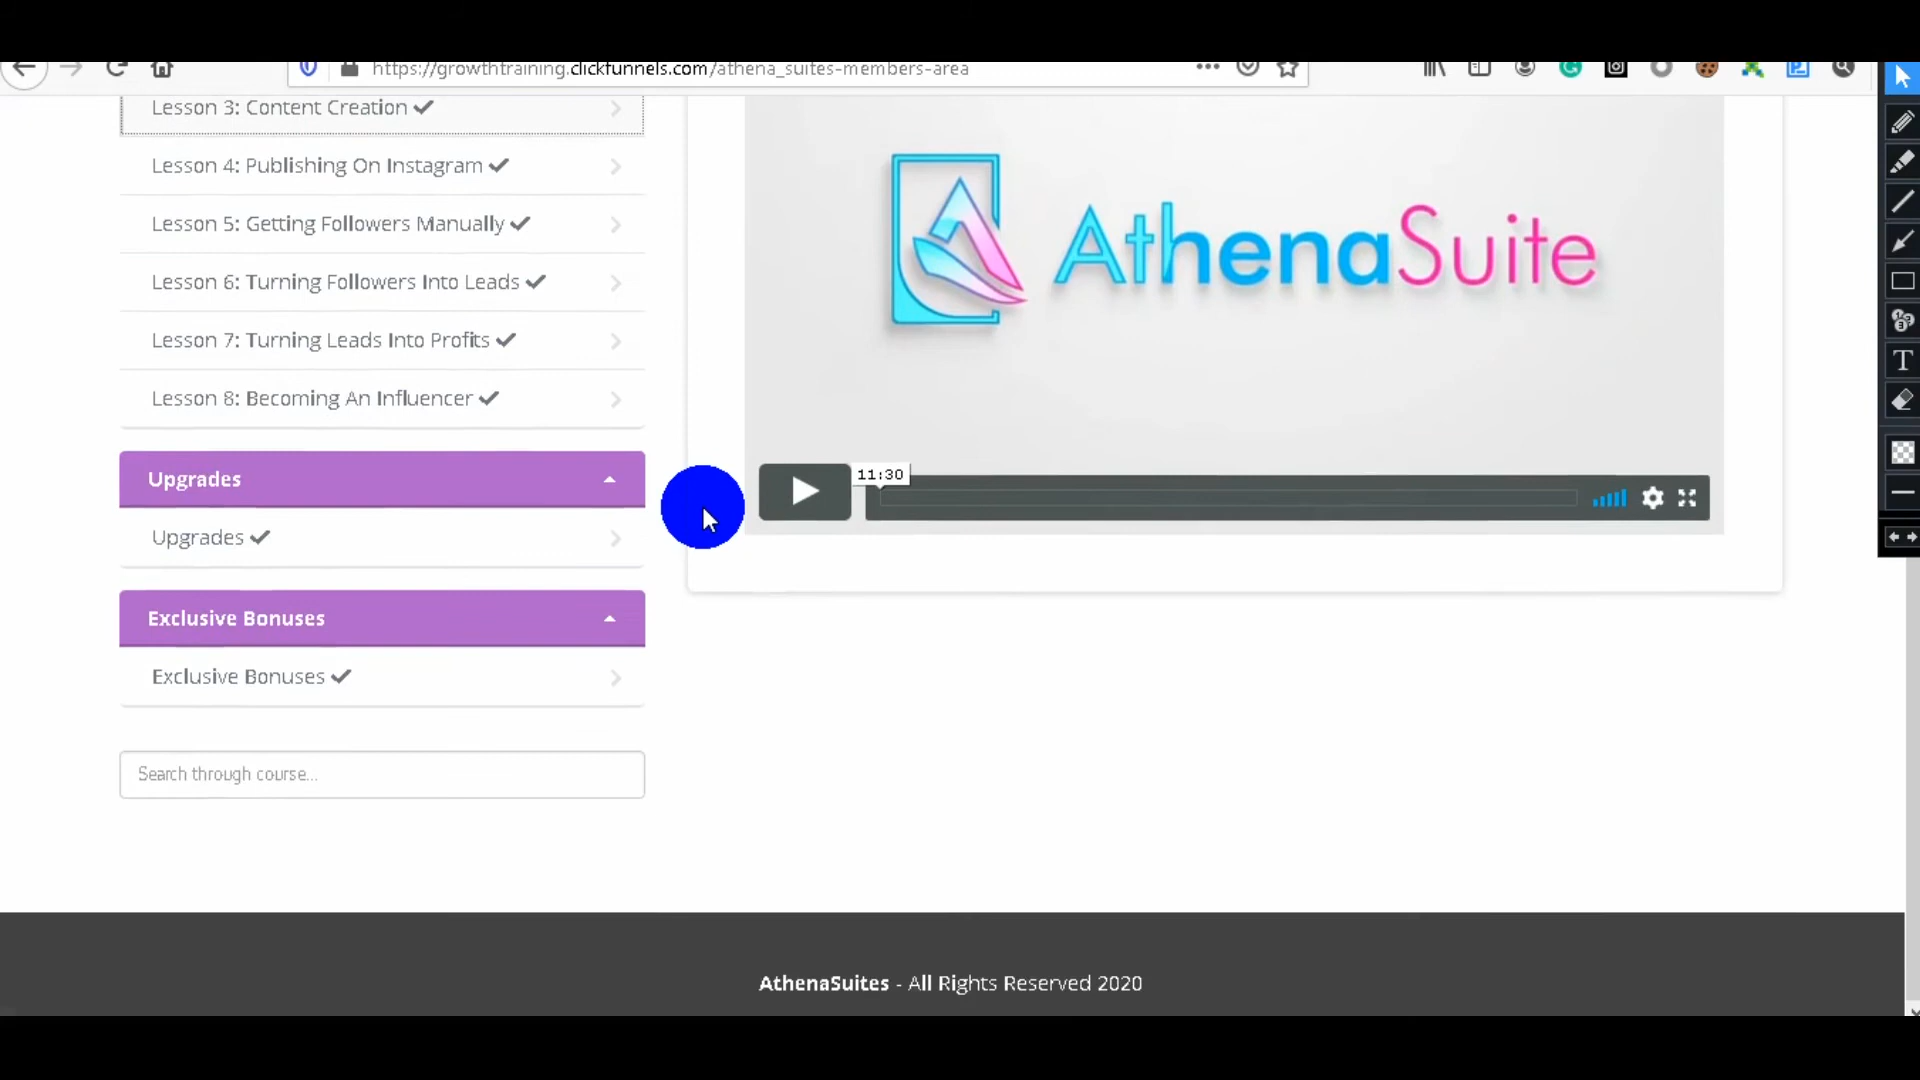 https://growthtraining.clickfunnels.com/athena_suites-members-area
Lesson 3: Content Creation
Lesson 4: Publishing On Instagram
Lesson 5: Getting Followers Manually
Lesson 6: Turning Followers Into Leads
Lesson 7: Turning Leads Into Profits
Lesson 8: Becoming An Influencer
Upgrades
Upgrades
Exclusive Bonuses
Exclusive Bonuses
Search through course...
AthenaSuite
11:30
AthenaSuites - All Rights Reserved 2020
T